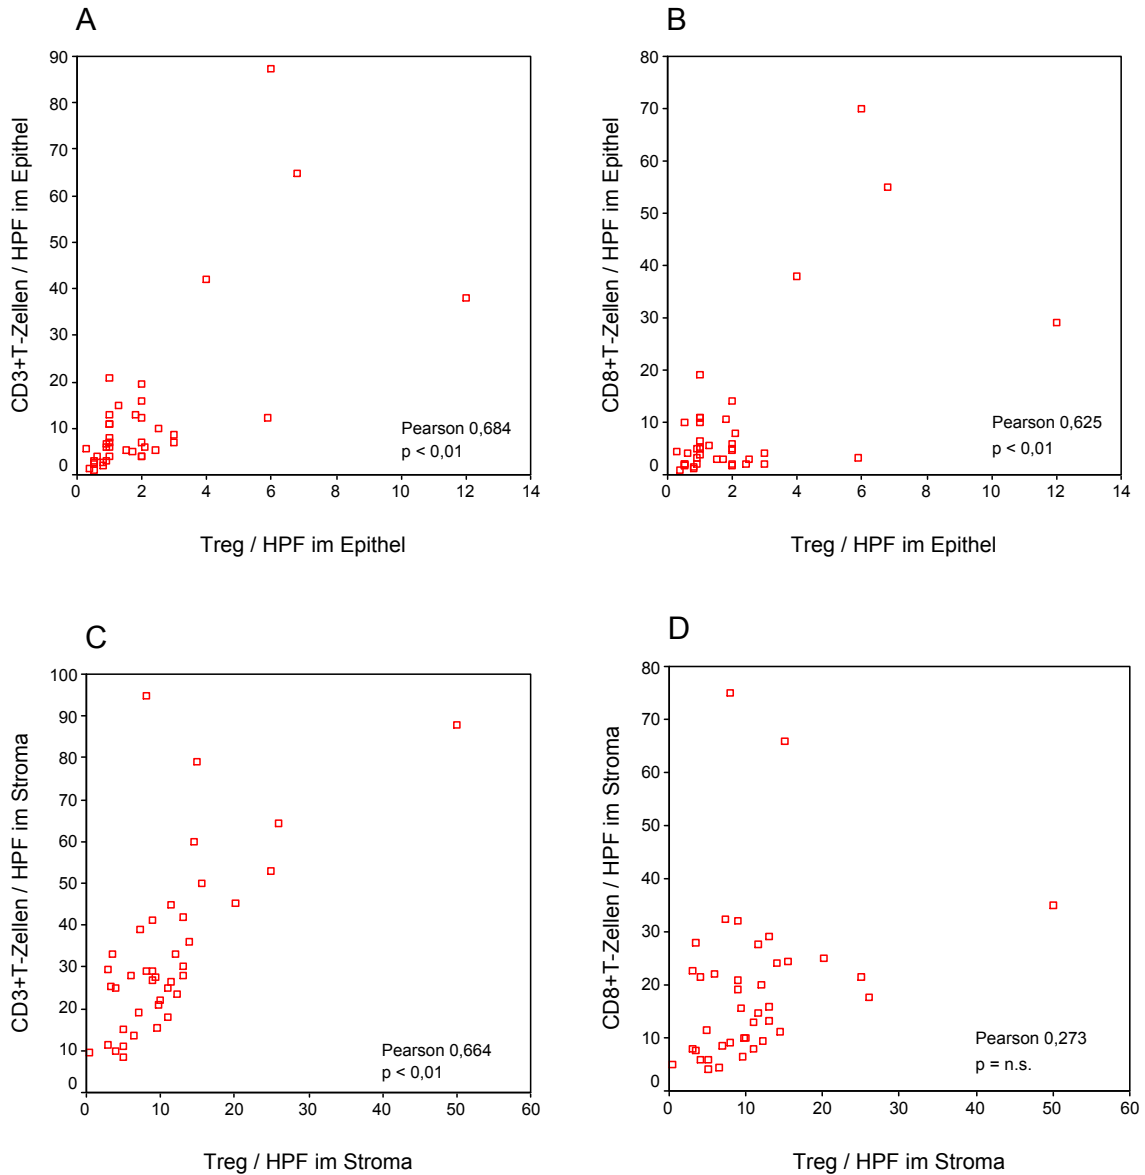 A
CD3+T-Zellen / HPF im Epithel
90
80
70
60
50
40
30
20
10
0
Pearson 0,684
p < 0,01
0 2 4 6 8 10 12 14
Treg / HPF im Epithel
B
CD8+T-Zellen / HPF im Epithel
80
70
60
50
40
30
20
10
0
Pearson 0,625
p < 0,01
0 2 4 6 8 10 12 14
Treg / HPF im Epithel
C
CD3+T-Zellen / HPF im Stroma
100
90
80
70
60
50
40
30
20
10
0
Pearson 0,664
p < 0,01
0 10 20 30 40 50 60
Treg / HPF im Stroma
D
CD8+T-Zellen / HPF im Stroma
80
70
60
50
40
30
20
10
0
Pearson 0,273
p = n.s.
0 10 20 30 40 50 60
Treg / HPF im Stroma